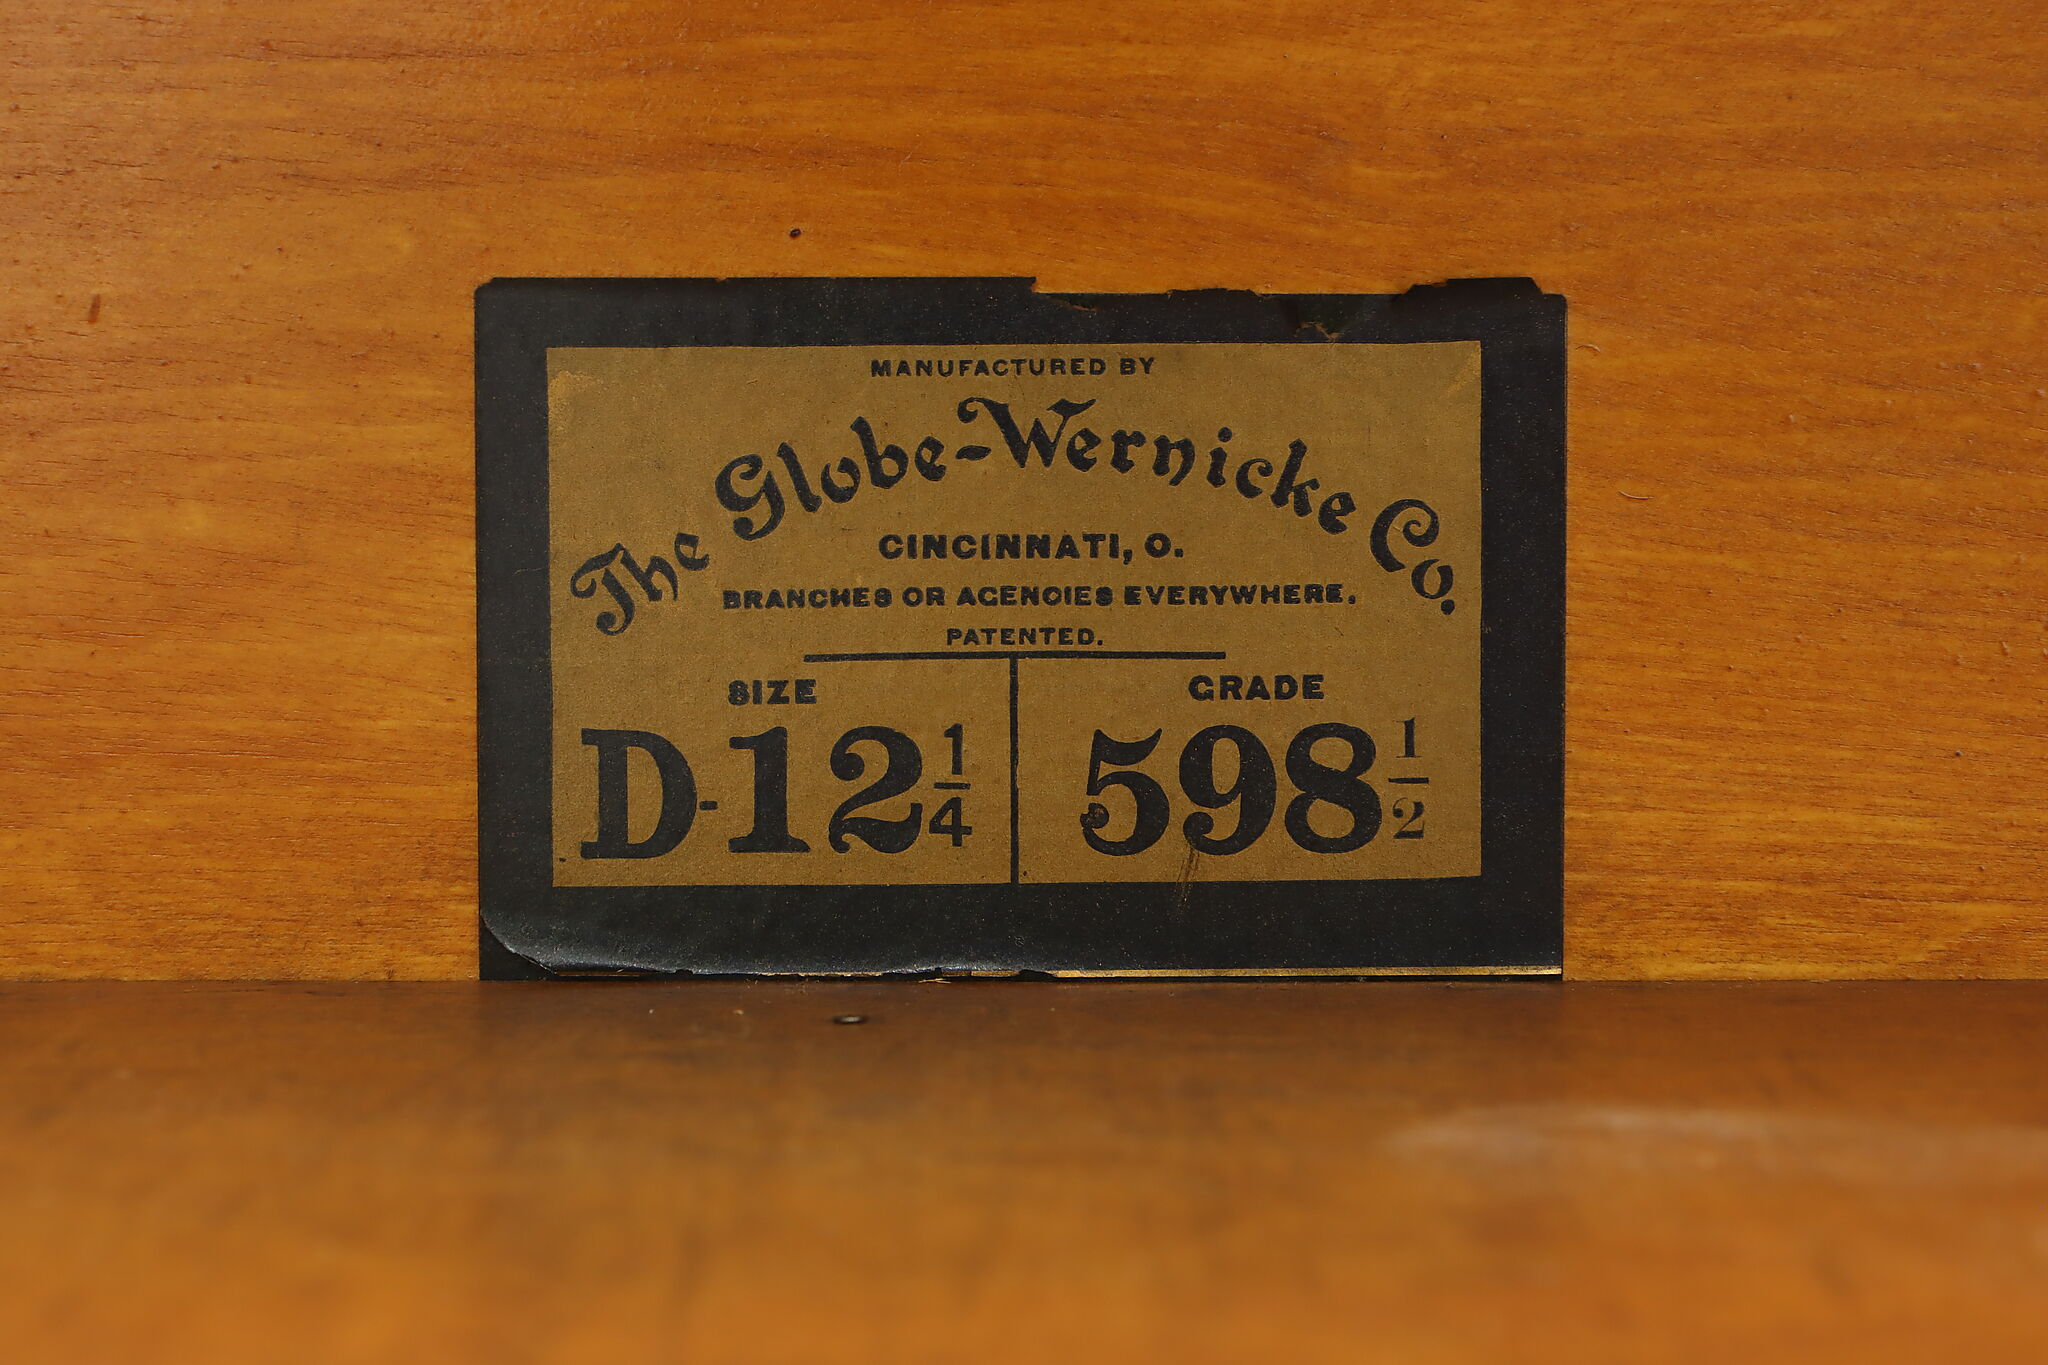 MANUFACTURED BY
The Globe-Wernicke Co.
CINCINNATI, O.
BRANCHES OR AGENCIES EVERYWHERE.
PATENTED.
SIZE GRADE
D-12 1/4 598 1/2